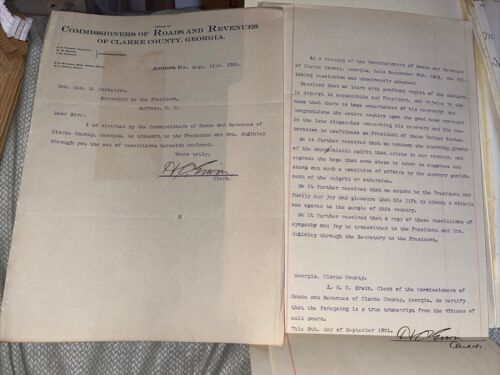 OFFICE OF
COMMISSIONERS OF ROADS AND REVENUES
OF CLARKE COUNTY, GEORGIA.
ATHENS, GA. Sept. 11th. 1901.
Hon. Geo. B. Cortelyou,
Secretary to the President,
Buffalo, N. Y.
Dear Sir:
I am directed by the Commissioners of Roads and Revenues of
Clarke County, Georgia, to transmit to the President and Mrs. McKinley
through you the set of resolutions herewith enclosed.
Yours truly,
Clerk.
At a meeting of the Commissioners of Roads and Revenue
of Clarke County, Georgia, held September 9th. 1901, the fol-
lowing resolution was unanimously adopted:
Resolved that we learn with profound regret of the dastard-
ly attempt to assassinate our President, and rejoice to
know that there is hope entertained of his recovery and
congratulate the entire country upon the good news conveyed
in the late dispatches concerning his recovery and his res-
toration to usefulness as President of these United States.
Be it further resolved that we condemn the alarming growth
of the anarchistic spirit that exists in our country, and
express the hope that some steps be taken to suppress and
stamp out such a condition of affairs by the summary punish-
ment of the culprit or otherwise.
Be it further resolved that we extend to the President and
family our joy and pleasure that his life by almost a miracle
was spared to the people of this country.
Be it further resolved that a copy of these resolutions of
sympathy and joy be transmitted to the President and Mrs.
McKinley through the Secretary to the President.
Georgia, Clarke County.
I, H. C. Clerk of the Commissioners of
Roads and Revenues of Clarke County, Georgia, do certify
that the foregoing is a true transcript from the minutes of
said Board.
This 9th. day of September 1901.
Clerk